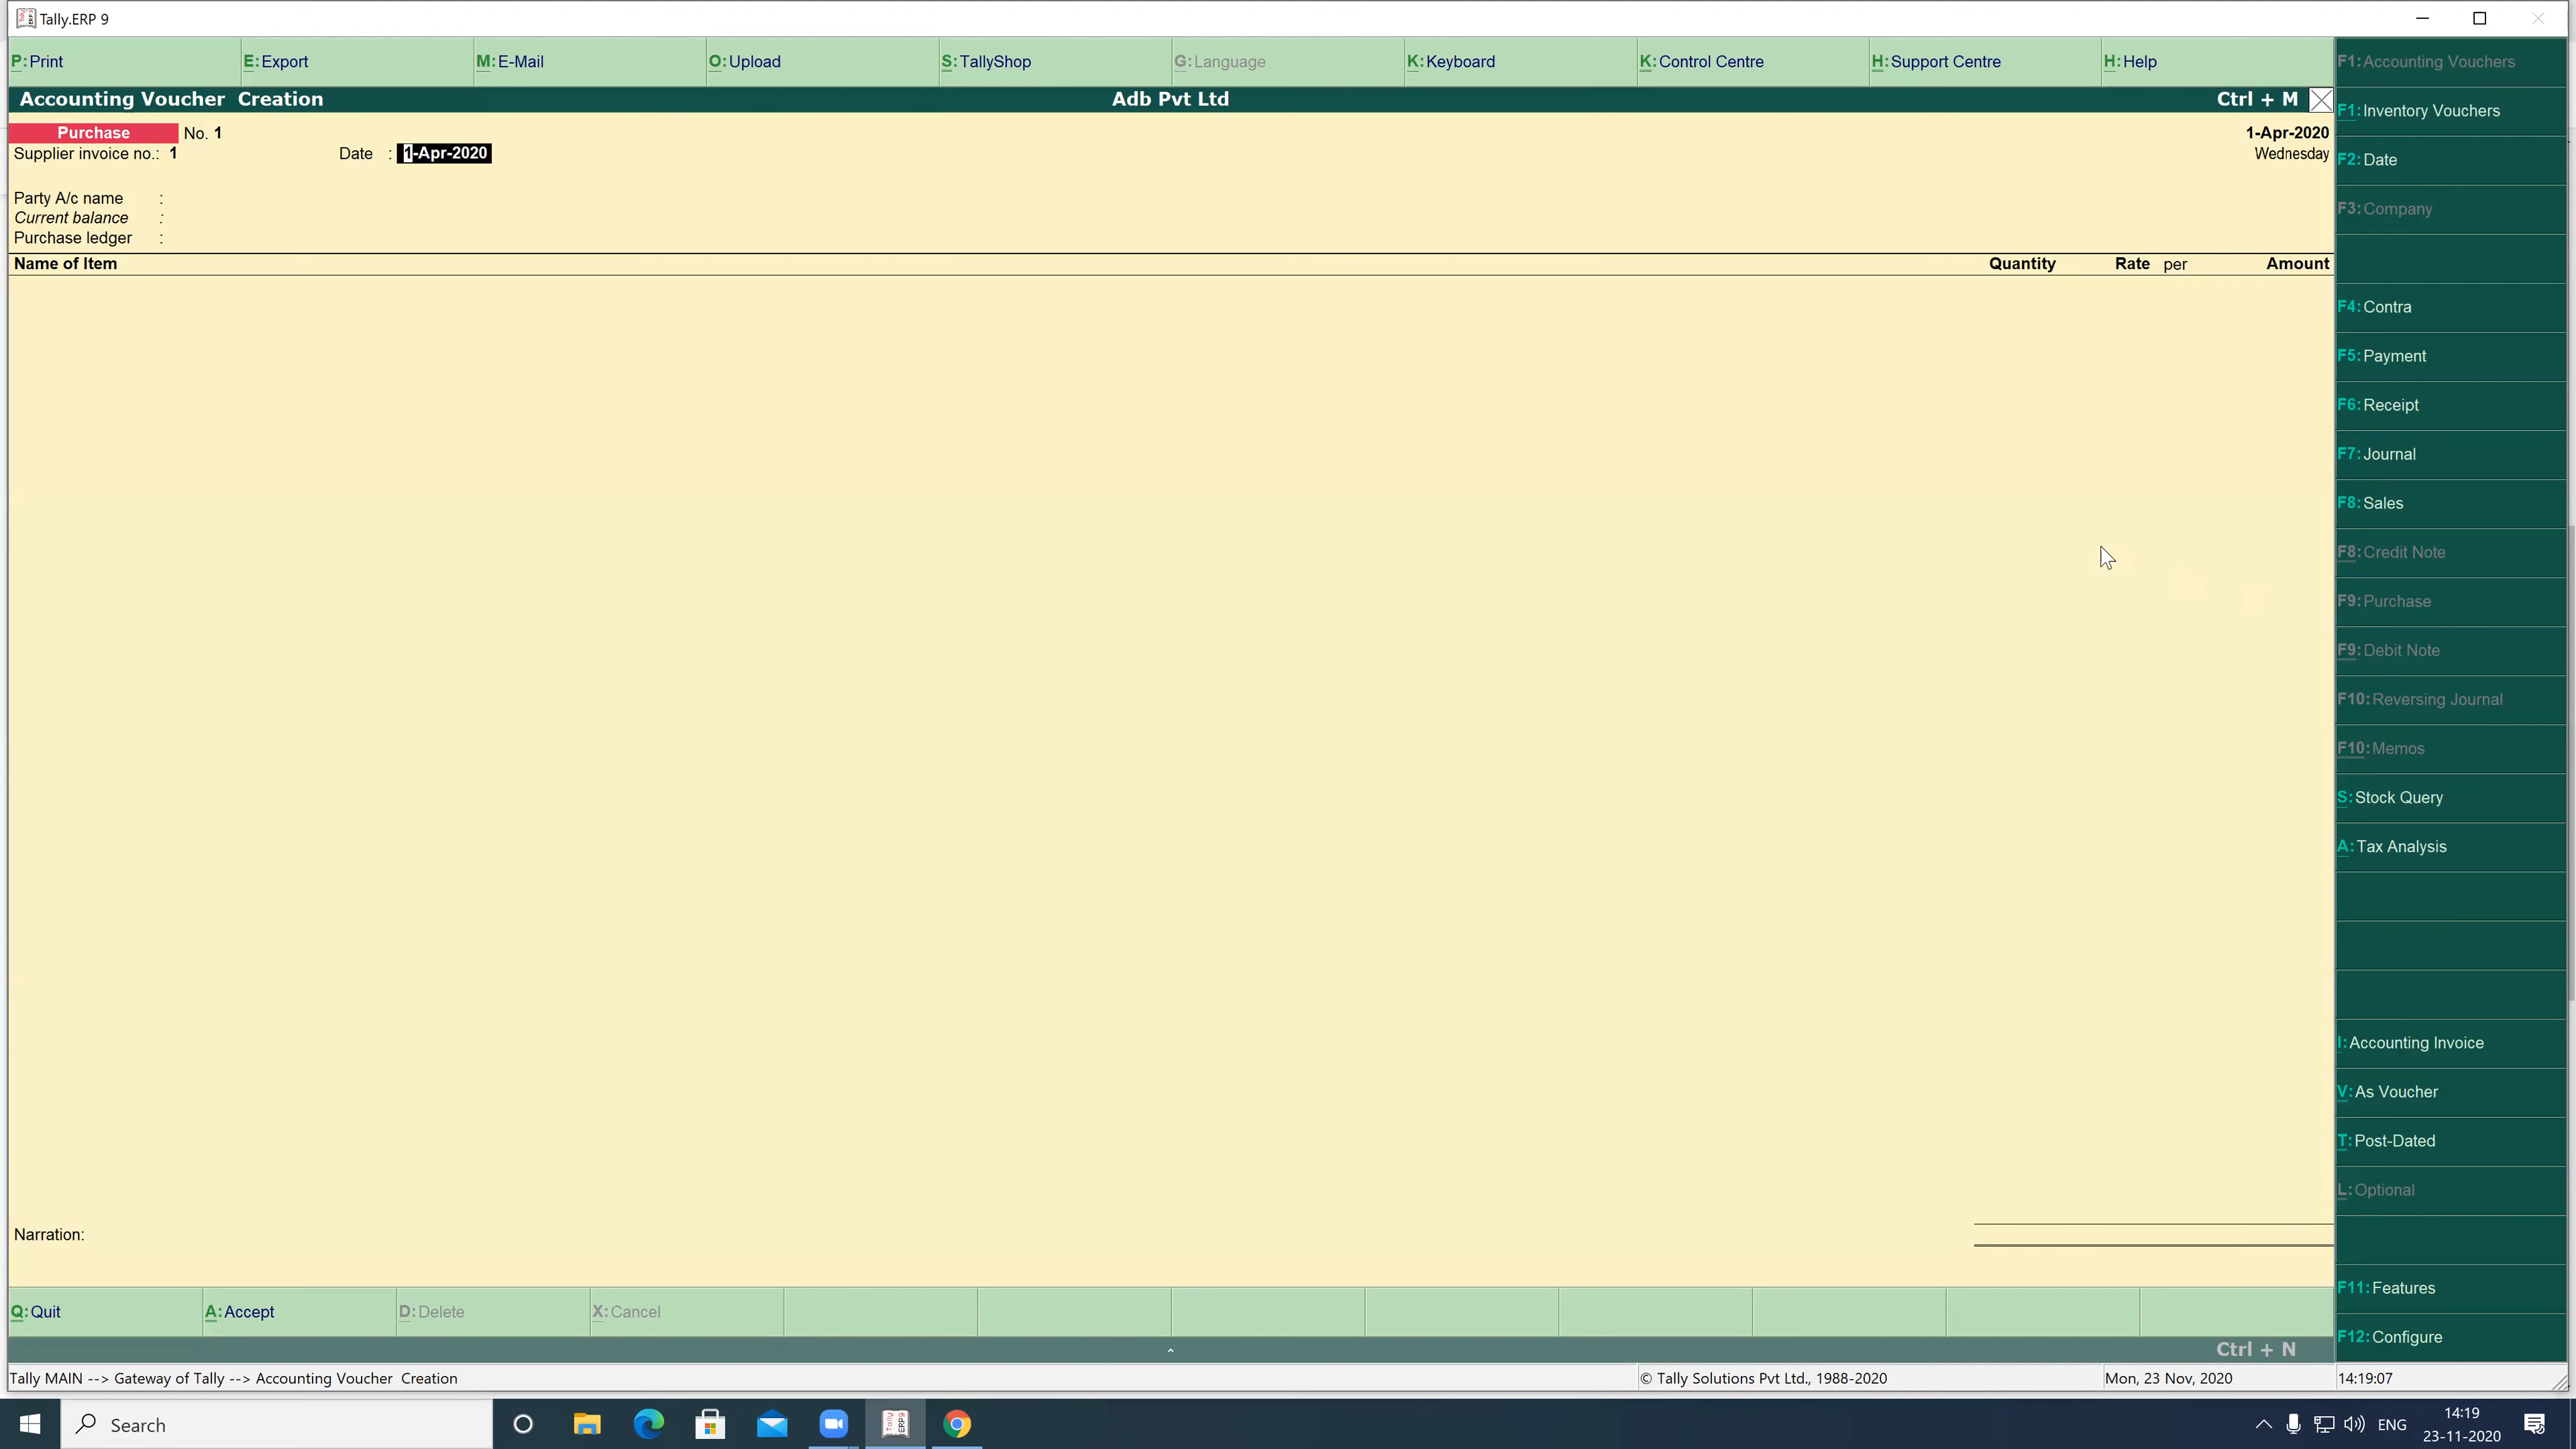 Tally.ERP 9
P: Print E: Export M: E-Mail O: Upload S: TallyShop G: Language K: Keyboard K: Control Centre H: Support Centre H: Help
Accounting Voucher Creation Adb Pvt Ltd Ctrl + M
Purchase No. 1 1-Apr-2020
Supplier invoice no.: 1 Date : 1-Apr-2020 Wednesday
Party A/c name :
Current balance :
Purchase ledger :
Name of Item Quantity Rate per Amount
Narration:
Q: Quit A: Accept D: Delete X: Cancel
Ctrl + N
F1: Accounting Vouchers
F1: Inventory Vouchers
F2: Date
F3: Company
F4: Contra
F5: Payment
F6: Receipt
F7: Journal
F8: Sales
F8: Credit Note
F9: Purchase
F9: Debit Note
F10: Reversing Journal
F10: Memos
S: Stock Query
A: Tax Analysis
I: Accounting Invoice
V: As Voucher
T: Post-Dated
L: Optional
F11: Features
F12: Configure
Tally MAIN --> Gateway of Tally --> Accounting Voucher Creation © Tally Solutions Pvt Ltd., 1988-2020 Mon, 23 Nov, 2020 14:19:07
Search Tally ERP 9 ENG 14:19
23-11-2020